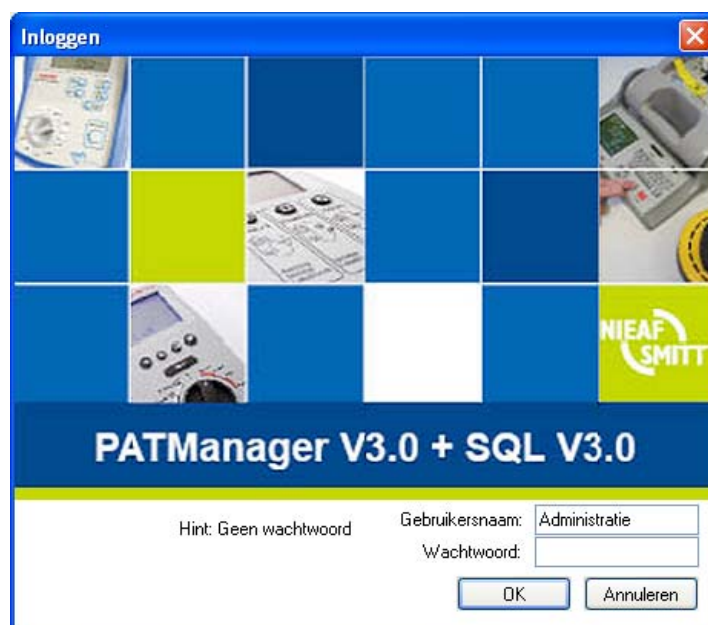 Inloggen
NIEAF
SMITT
PATManager V3.0 + SQL V3.0
Hint: Geen wachtwoord
Gebruikersnaam: Administratie
Wachtwoord:
OK Annuleren